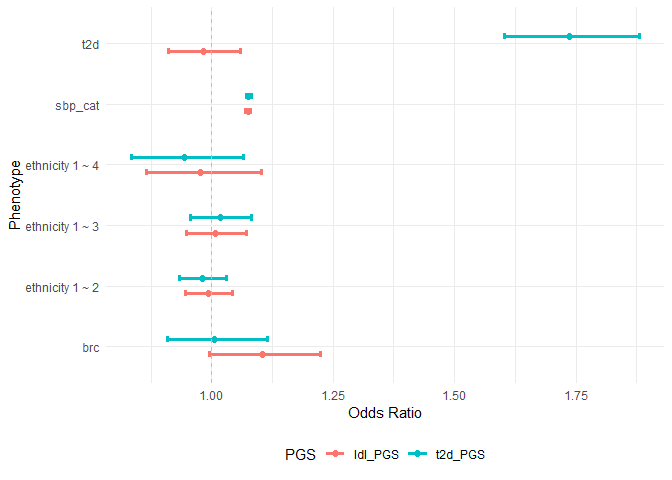 t2d
sbp_cat
ethnicity 1 ~ 4
ethnicity 1 ~ 3
ethnicity 1 ~ 2
brc
Phenotype
1.00 1.25 1.50 1.75
Odds Ratio
PGS ldl_PGS t2d_PGS